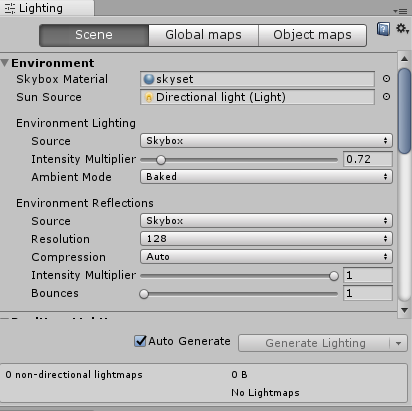 Lighting
Scene Global maps Object maps
Environment
Skybox Material skyset
Sun Source Directional light (Light)
Environment Lighting
Source Skybox
Intensity Multiplier 0.72
Ambient Mode Baked
Environment Reflections
Source Skybox
Resolution 128
Compression Auto
Intensity Multiplier 1
Bounces 1
Auto Generate Generate Lighting
0 non-directional lightmaps 0 B
No Lightmaps